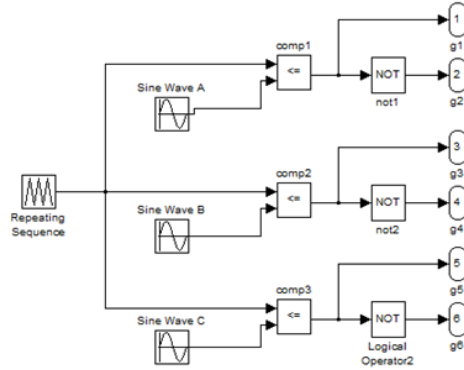 1
g1
comp1
<=
NOT
not1
2
g2
Sine Wave A
3
g3
comp2
<=
NOT
not2
4
g4
Sine Wave B
Repeating
Sequence
5
g5
comp3
<=
NOT
Logical
Operator2
6
g6
Sine Wave C